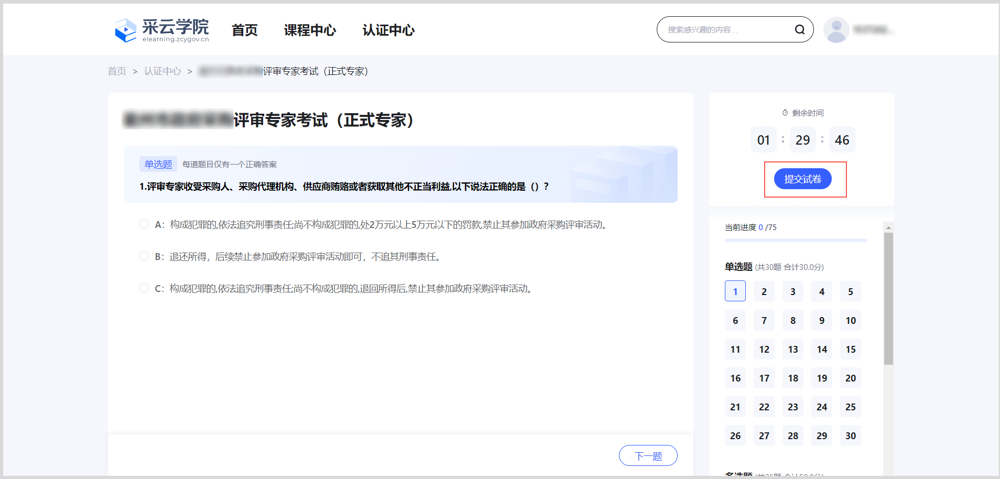 采云学院
elearning.zcygov.cn
首页 课程中心 认证中心
搜索感兴趣的内容...
首页 > 认证中心 > 评审专家考试（正式专家）
评审专家考试（正式专家）
单选题 每道题目仅有一个正确答案
1.评审专家收受采购人、采购代理机构、供应商贿赂或者获取其他不正当利益,以下说法正确的是（）?
A：构成犯罪的,依法追究刑事责任;尚不构成犯罪的,处2万元以上5万元以下的罚款,禁止其参加政府采购评审活动。
B：退还所得，后续禁止参加政府采购评审活动即可，不追其刑事责任。
C：构成犯罪的,依法追究刑事责任;尚不构成犯罪的,退回所得后,禁止其参加政府采购评审活动。
下一题
剩余时间
01 : 29 : 46
提交试卷
当前进度 0 /75
单选题 (共30题 合计30.0分)
1 2 3 4 5
6 7 8 9 10
11 12 13 14 15
16 17 18 19 20
21 22 23 24 25
26 27 28 29 30
多选题